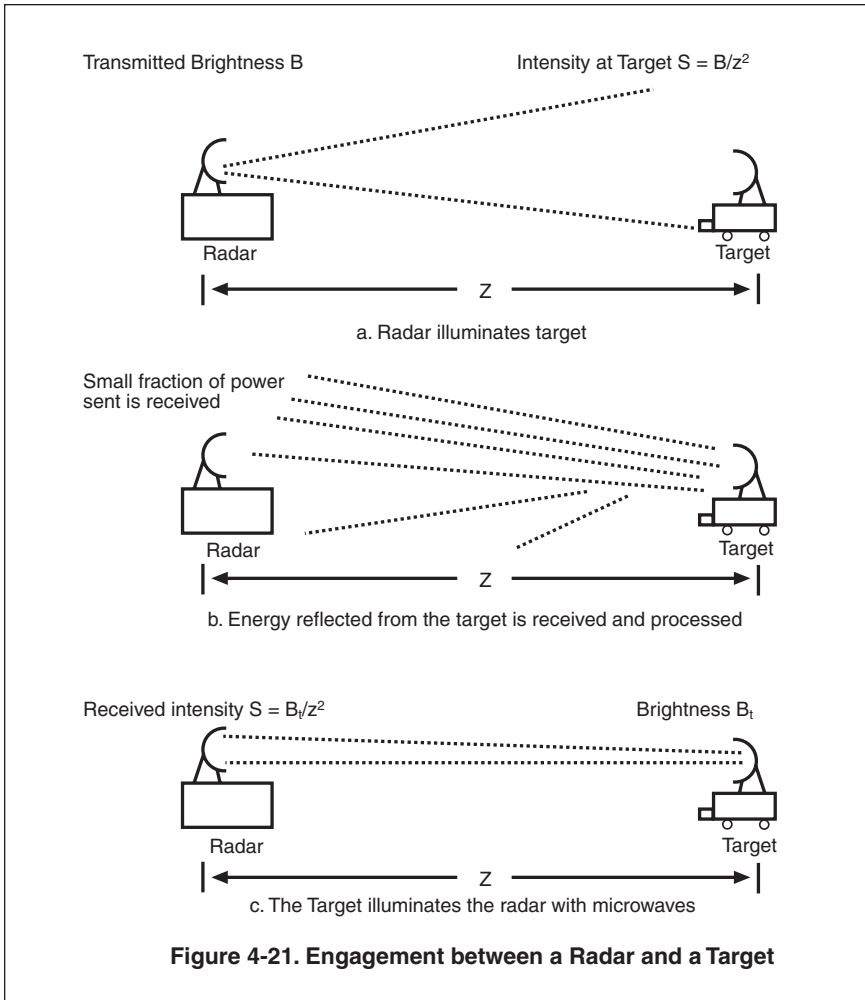 Transmitted Brightness B
Intensity at Target S = B/z²
Radar
Target
Z
a. Radar illuminates target
Small fraction of power
sent is received
Radar
Target
Z
b. Energy reflected from the target is received and processed
Received intensity S = Bₜ/z²
Brightness Bₜ
Radar
Target
Z
c. The Target illuminates the radar with microwaves
Figure 4-21. Engagement between a Radar and a Target